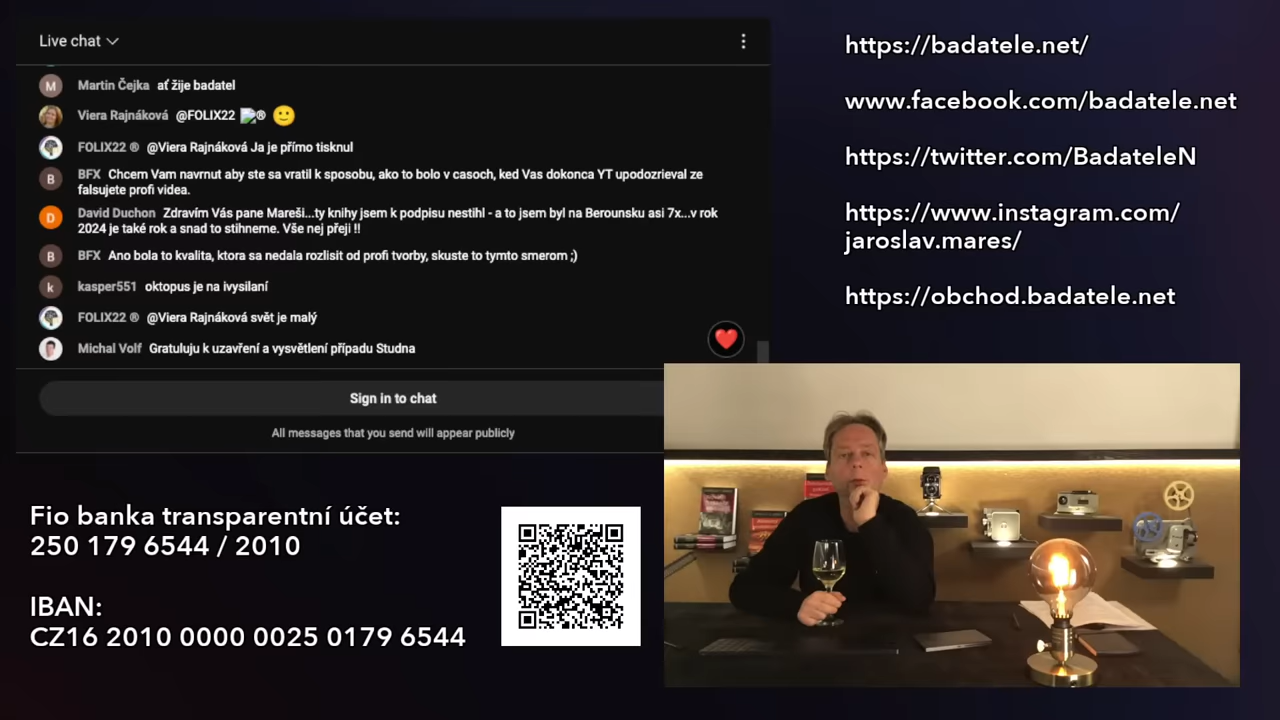 Live chat
Martin Čejka ať žije badatel
Viera Rajnáková @FOLIX22 ®
FOLIX22 ® @Viera Rajnáková Ja je přímo tisknul
BFX Chcem Vam navrnut aby ste sa vratil k sposobu, ako to bolo v casoch, ked Vas dokonca YT upodozrieval ze
falsujete profi videa.
David Duchon Zdravím Vás pane Mareši...ty knihy jsem k podpisu nestihl - a to jsem byl na Berounsku asi 7x...v rok
2024 je také rok a snad to stihneme. Vše nej přeji !!
BFX Ano bola to kvalita, ktora sa nedala rozlisit od profi tvorby, skuste to tymto smerom ;)
kasper551 oktopus je na ivysilaní
FOLIX22 ® @Viera Rajnáková svět je malý
Michal Volf Gratuluju k uzavření a vysvětlení případu Studna
Sign in to chat
All messages that you send will appear publicly
https://badatele.net/
www.facebook.com/badatele.net
https://twitter.com/BadateleN
https://www.instagram.com/
jaroslav.mares/
https://obchod.badatele.net
Fio banka transparentní účet:
250 179 6544 / 2010
IBAN:
CZ16 2010 0000 0025 0179 6544